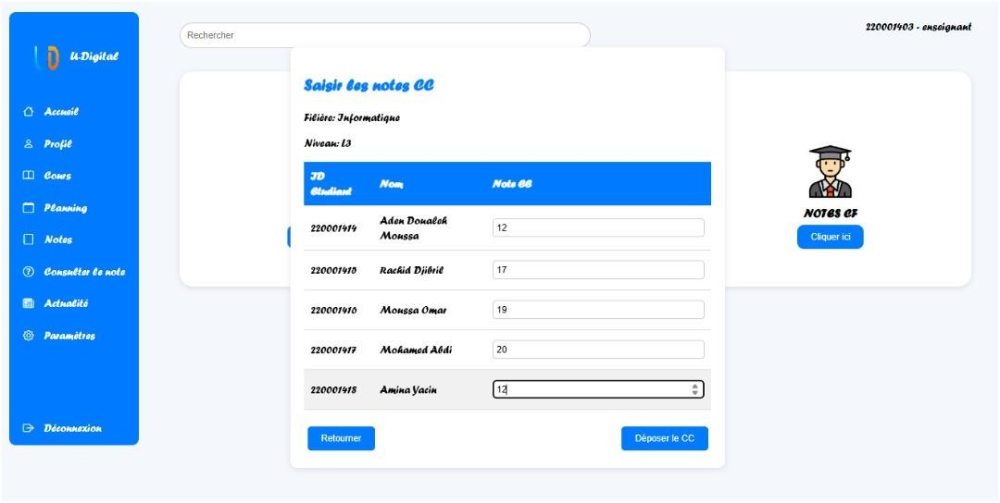 U-Digital
Accueil
Profil
Cours
Planning
Notes
Consulter le note
Actualité
Paramètres
Déconnexion
Rechercher
220001403 - enseignant
Saisir les notes CC
Filière: Informatique
Niveau: L3
ID Etudiant Nom Note CC
220001414 Aden Doualeh Moussa 12
220001415 Rachid Djibril 17
220001416 Moussa Omar 19
220001417 Mohamed Abdi 20
220001418 Amina Yacin 12
Retourner Déposer le CC
NOTES CF
Cliquer ici